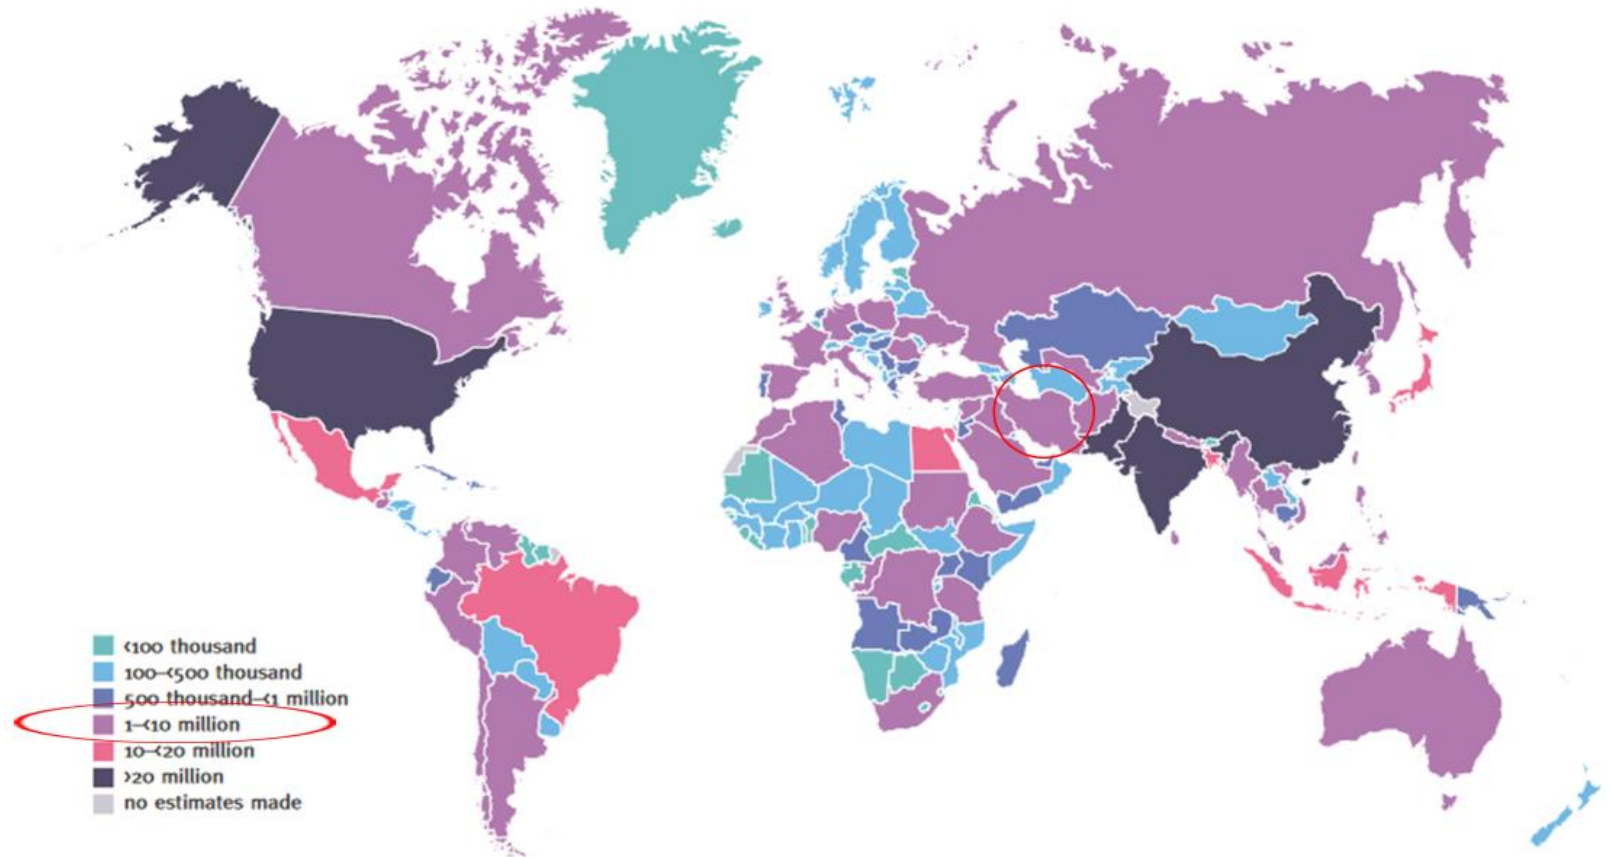 <100 thousand
100–<500 thousand
500 thousand–<1 million
1–<10 million
10–<20 million
>20 million
no estimates made